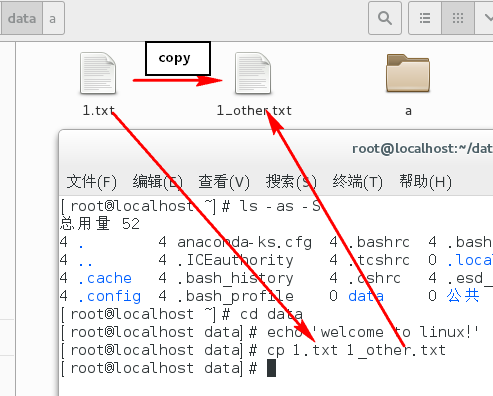 data a
copy
1.txt 1_other.txt a
root@localhost:~/dat
文件(F) 编辑(E) 查看(V) 搜索(S) 终端(T) 帮助(H)
[root@localhost ~]# ls -as -S
总用量 52
4 . 4 anaconda-ks.cfg 4 .bashrc 4 .bas
4 .. 4 .ICEauthority 4 .tcshrc 0 .loca
4 .cache 4 .bash_history 4 .cshrc 4 .esd_
4 .config 4 .bash_profile 0 data 0 公共
[root@localhost ~]# cd data
[root@localhost data]# echo 'welcome to linux!'
[root@localhost data]# cp 1.txt 1_other.txt
[root@localhost data]#